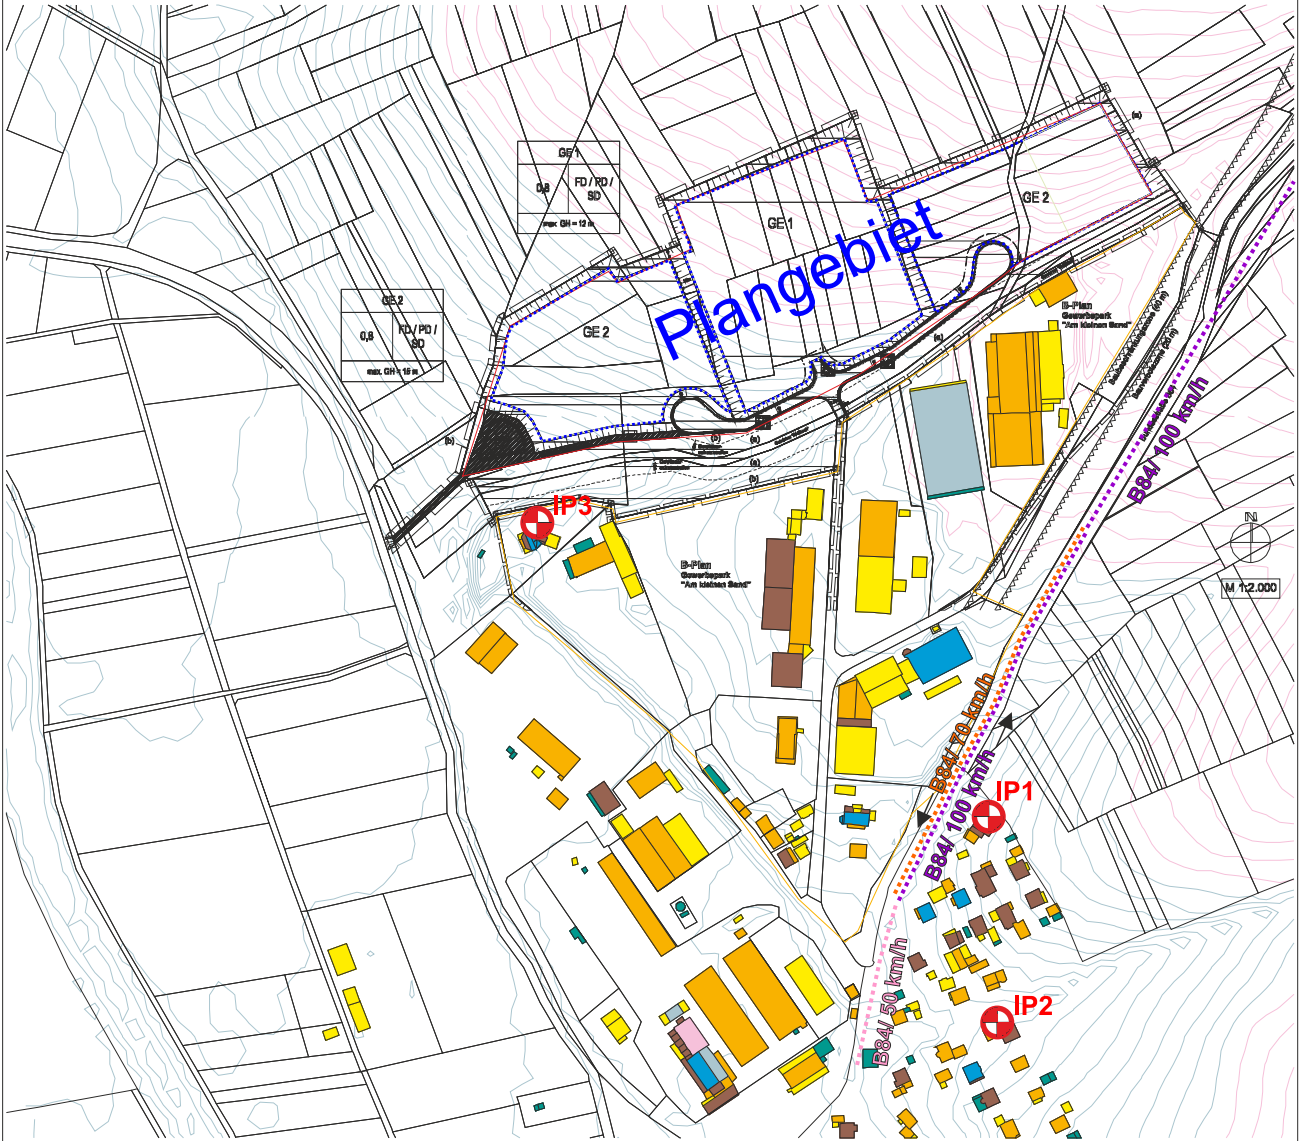 (a)
GE 1
0,8
FD / PD /
SD
max. GH = 12 m
GE 2
GE 1
Plangebiet
GE 2
0,8
FD / PD /
SD
max. GH = 16 m
GE 2
B-Plan
Gewerbepark
"Am kleinen Sand"
(a)
(b)
(b)
(a)
(a)
(b)
B84/ 100 km/h
IP3
N
M 1:2.000
B-Plan
Gewerbepark
"Am kleinen Sand"
B84/ 70 km/h
B84/ 100 km/h
IP1
B84/ 50 km/h
IP2